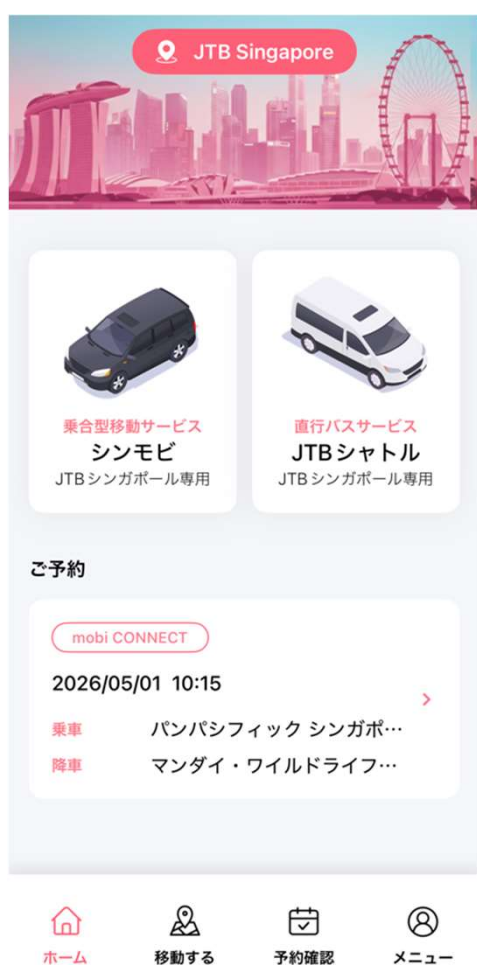 JTB Singapore
乗合型移動サービス
シンモビ
JTBシンガポール専用
直行バスサービス
JTBシャトル
JTBシンガポール専用
ご予約
mobi CONNECT
2026/05/01 10:15
乗車 パンパシフィック シンガポ…
降車 マンダイ・ワイルドライフ…
ホーム 移動する 予約確認 メニュー